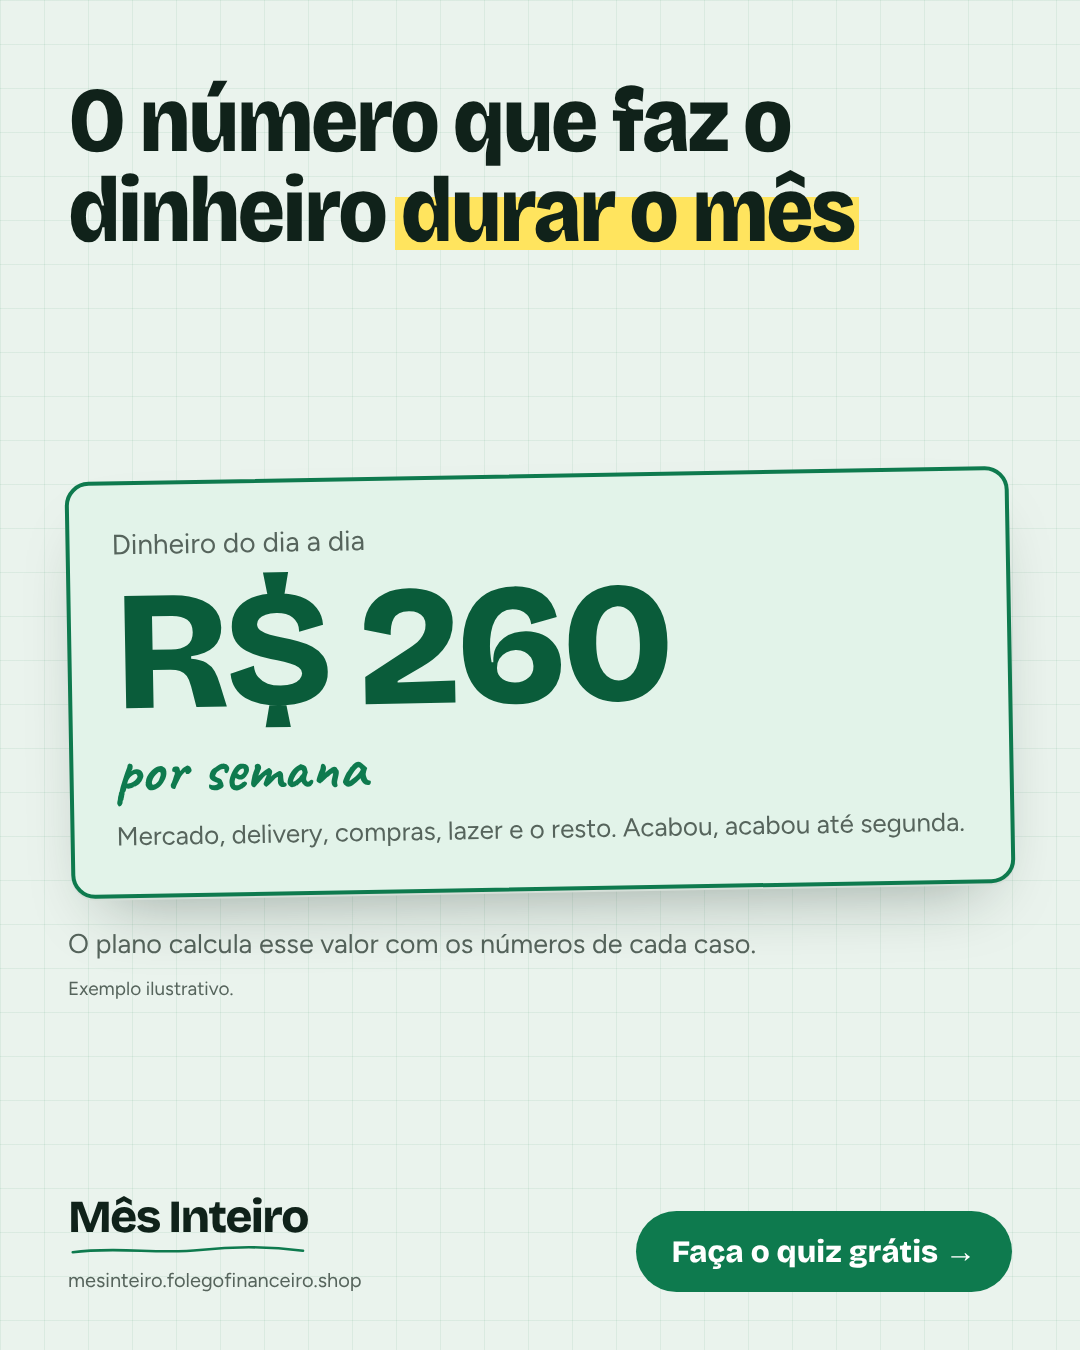 O número que faz o
dinheiro durar o mês
Dinheiro do dia a dia
R$ 260
por semana
Mercado, delivery, compras, lazer e o resto. Acabou, acabou até segunda.
O plano calcula esse valor com os números de cada caso.
Exemplo ilustrativo.
Mês Inteiro
mesinteiro.folegofinanceiro.shop
Faça o quiz grátis →